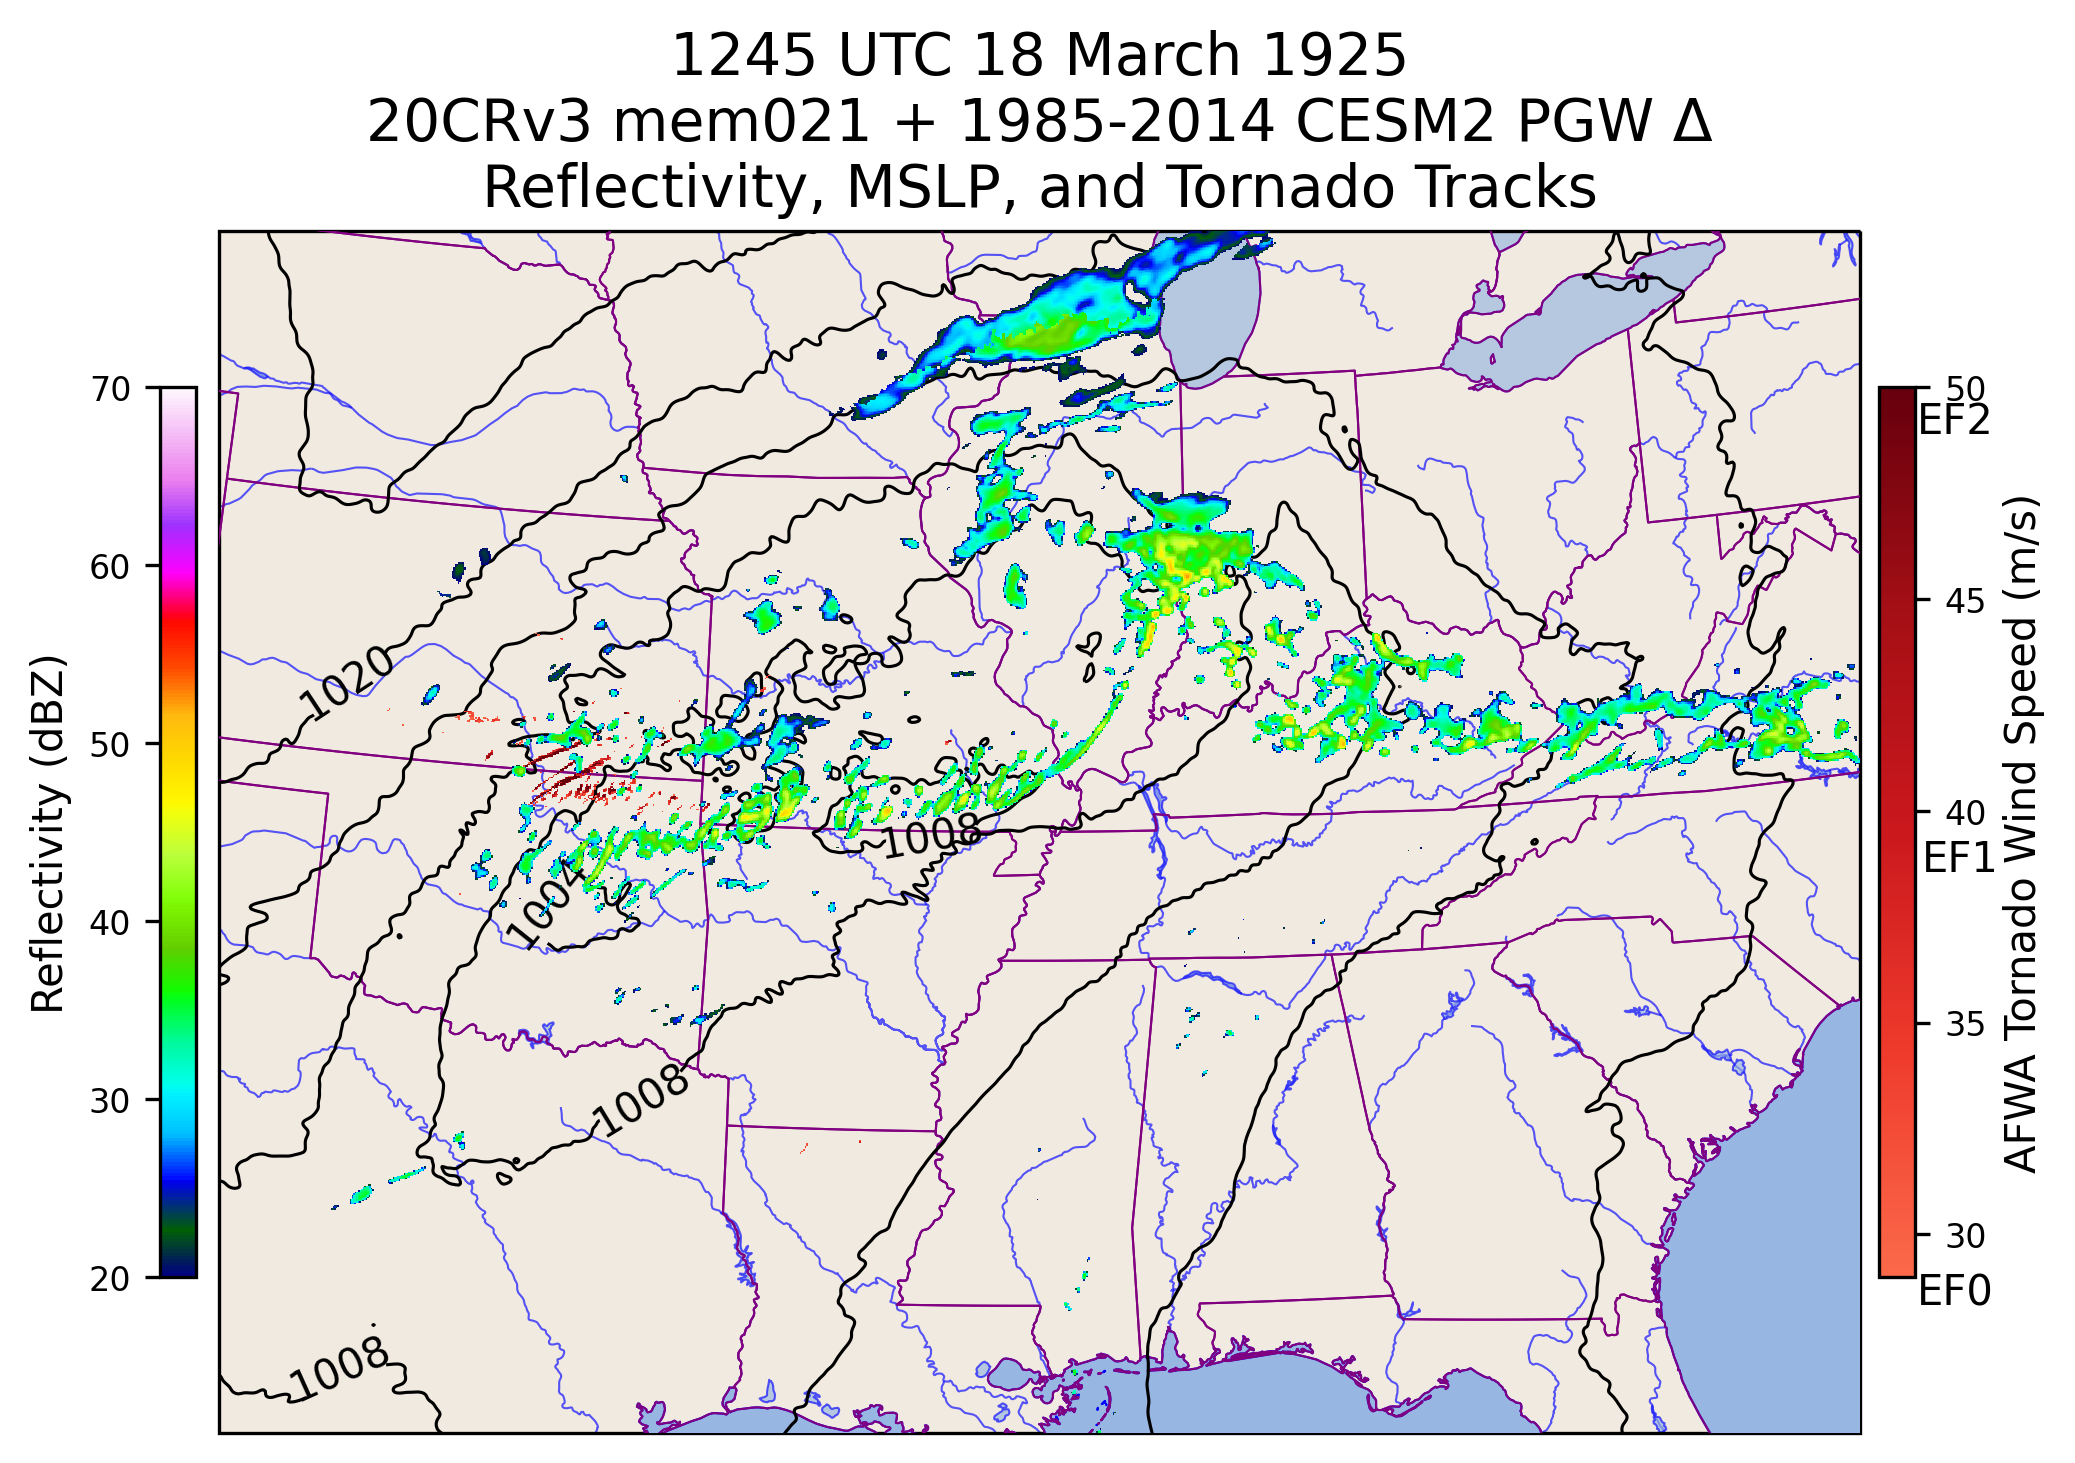 1245 UTC 18 March 1925
20CRv3 mem021 + 1985-2014 CESM2 PGW Δ
Reflectivity, MSLP, and Tornado Tracks
70
60
50
40
30
20
Reflectivity (dBZ)
1020
1008
1004
1008
1008
50
EF2
45
40
EF1
35
30
EF0
AFWA Tornado Wind Speed (m/s)